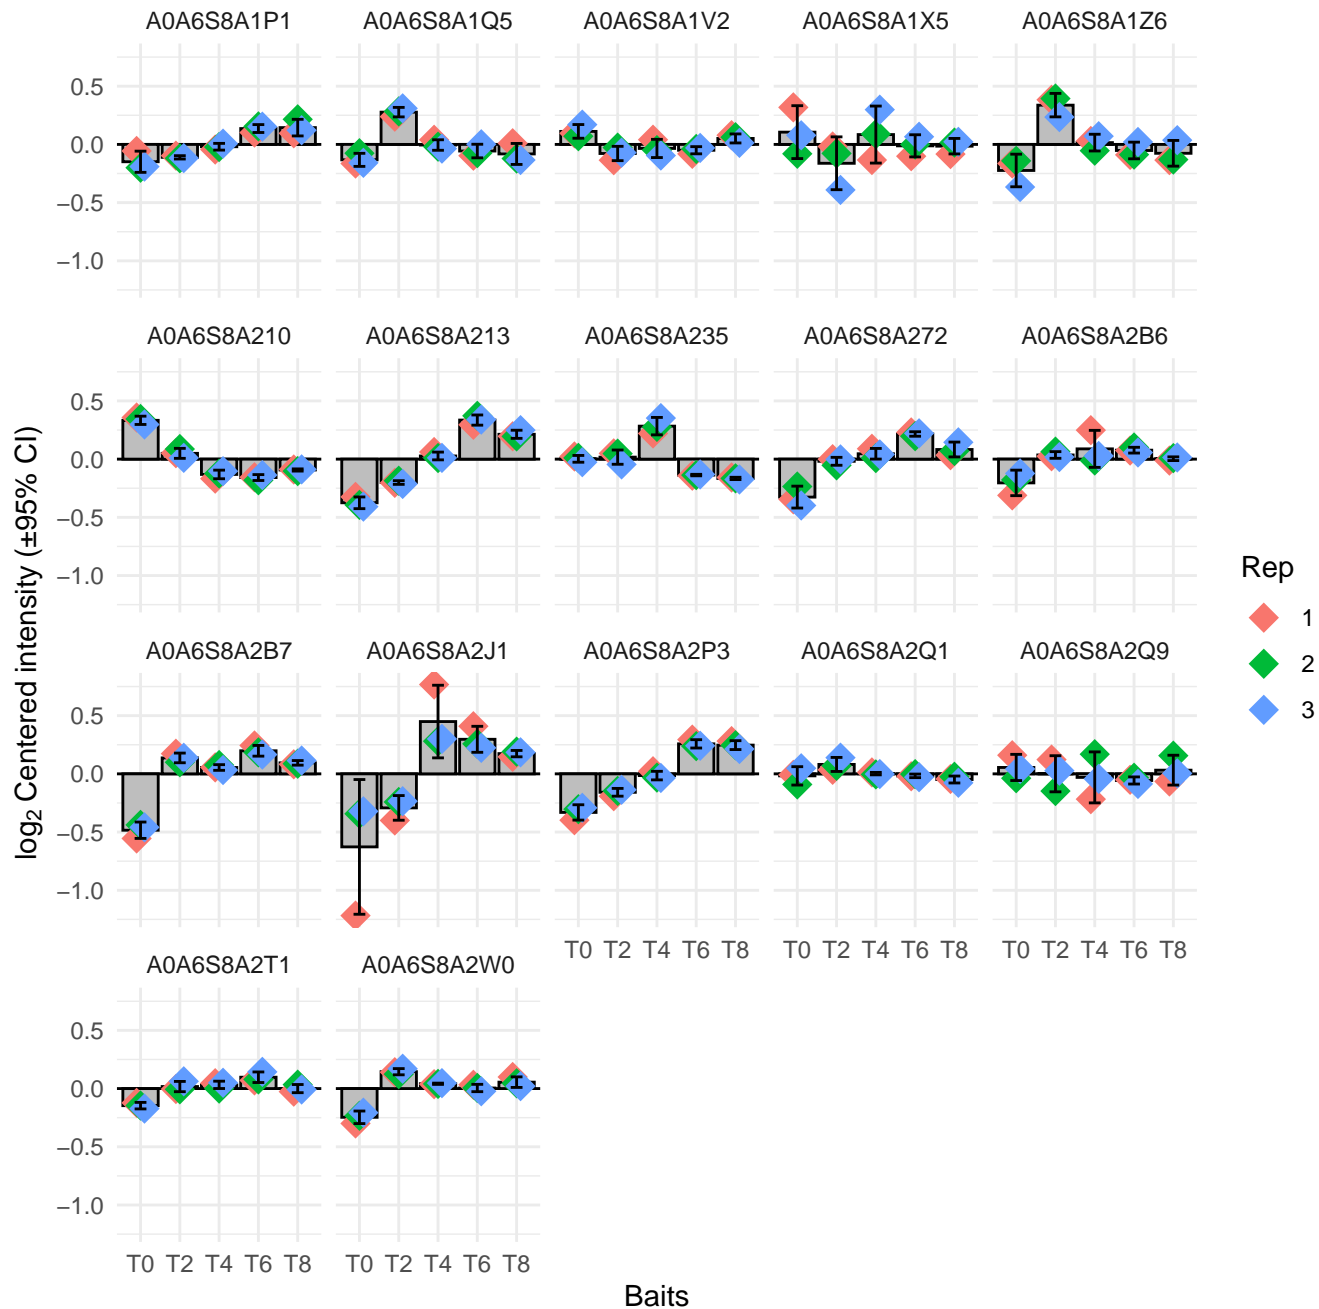 A0A6S8A1P1 A0A6S8A1Q5 A0A6S8A1V2 A0A6S8A1X5 A0A6S8A1Z6
0.5
0.0
−0.5
−1.0
A0A6S8A210 A0A6S8A213 A0A6S8A235 A0A6S8A272 A0A6S8A2B6
0.5
0.0
−0.5
−1.0
log2 Centered intensity (±95% CI)
Rep
1
2
3
A0A6S8A2B7 A0A6S8A2J1 A0A6S8A2P3 A0A6S8A2Q1 A0A6S8A2Q9
0.5
0.0
−0.5
−1.0
T0 T2 T4 T6 T8 T0 T2 T4 T6 T8 T0 T2 T4 T6 T8
A0A6S8A2T1 A0A6S8A2W0
0.5
0.0
−0.5
−1.0
T0 T2 T4 T6 T8 T0 T2 T4 T6 T8
Baits